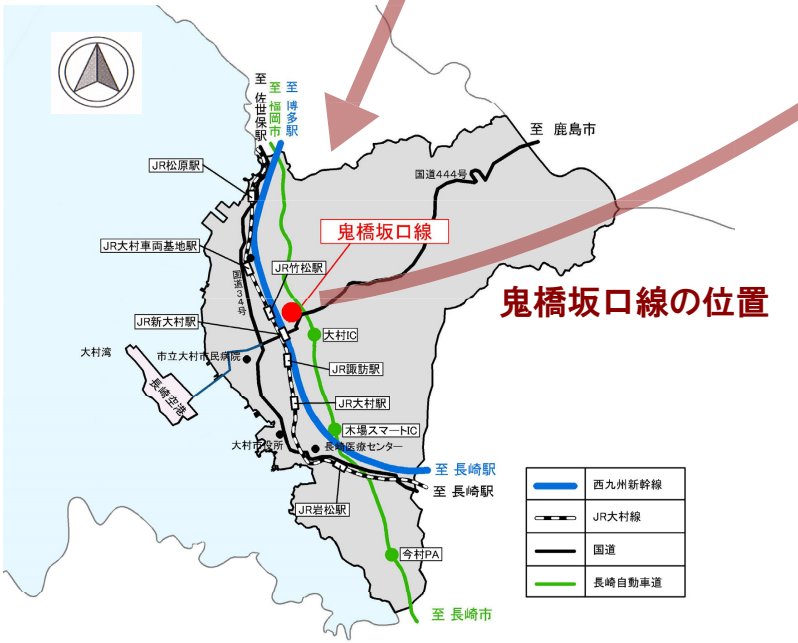 至 佐世保駅
至 福岡市
至 博多駅
至 鹿島市
国道444号
JR松原駅
鬼橋坂口線
JR大村車両基地駅
JR竹松駅
国道34号
鬼橋坂口線の位置
JR新大村駅
大村IC
大村湾
市立大村市民病院
JR諏訪駅
長崎空港
JR大村駅
木場スマートIC
大村市役所
長崎医療センター
至 長崎駅
至 長崎駅
JR岩松駅
今村PA
至 長崎市
西九州新幹線
JR大村線
国道
長崎自動車道